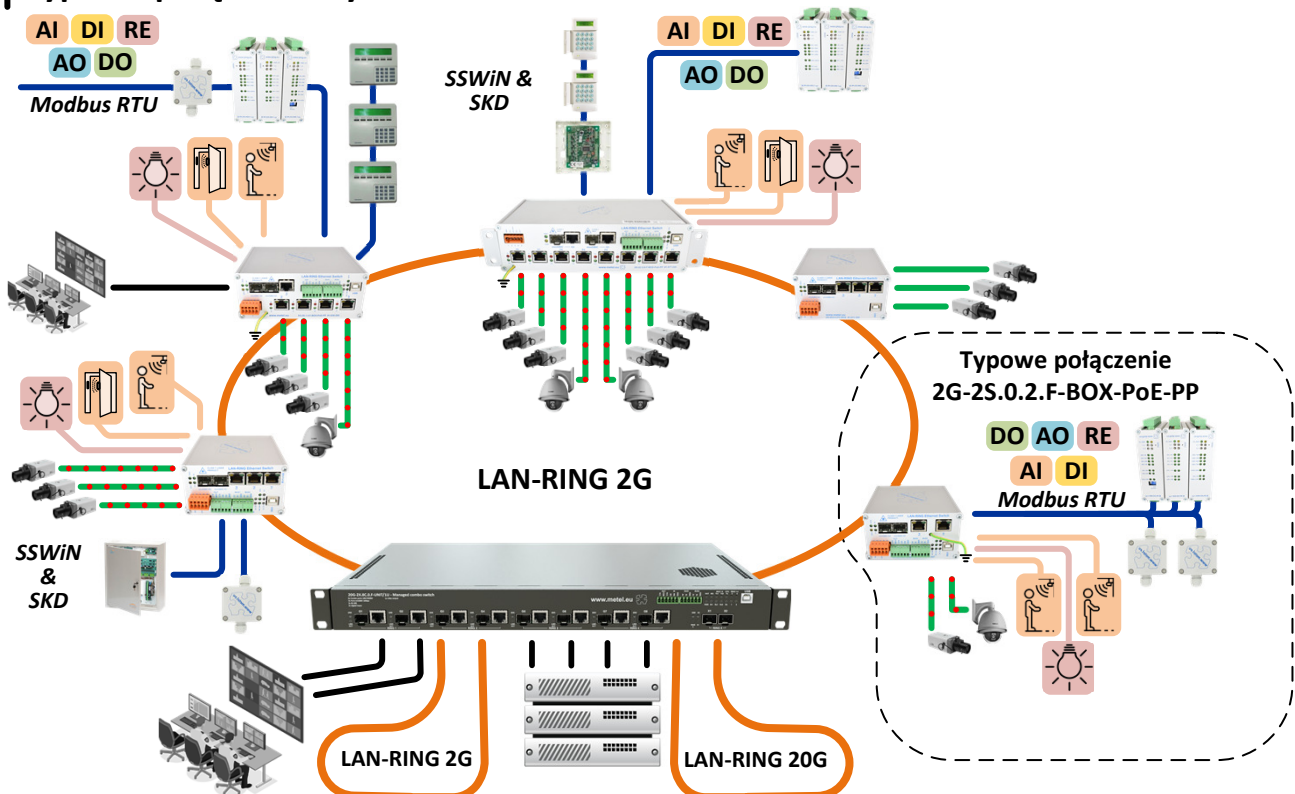 AI DI RE
AO DO
Modbus RTU
SSWiN &
SKD
AI DI RE
AO DO
LAN-RING 2G
Typowe połączenie
2G-2S.0.2.F-BOX-PoE-PP
DO AO RE
AI DI
Modbus RTU
SSWiN
&
SKD
www.metel.eu
LAN-RING 2G
LAN-RING 20G